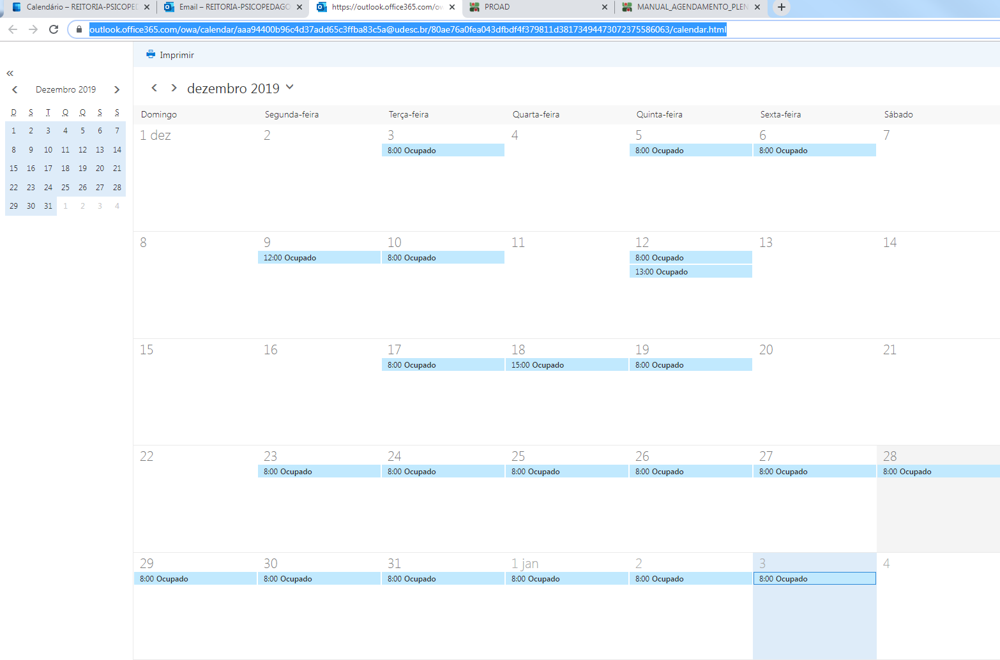 Calendário – REITORIA-PSICOPED
Email – REITORIA-PSICOPEDAGO
https://outlook.office365.com/ow
PROAD
MANUAL_AGENDAMENTO_PLEN
outlook.office365.com/owa/calendar/aaa94400b96c4d37add65c3ffba83c5a@udesc.br/80ae76a0fea043dfbdf4f379811d38173494473072375586063/calendar.html
Imprimir
«
Dezembro 2019
D S T Q Q S S
1 2 3 4 5 6 7
8 9 10 11 12 13 14
15 16 17 18 19 20 21
22 23 24 25 26 27 28
29 30 31 1 2 3 4
dezembro 2019
Domingo Segunda-feira Terça-feira Quarta-feira Quinta-feira Sexta-feira Sábado
1 dez 2 3 4 5 6 7
8:00 Ocupado 8:00 Ocupado 8:00 Ocupado
8 9 10 11 12 13 14
12:00 Ocupado 8:00 Ocupado 8:00 Ocupado
13:00 Ocupado
15 16 17 18 19 20 21
8:00 Ocupado 15:00 Ocupado 8:00 Ocupado
22 23 24 25 26 27 28
8:00 Ocupado 8:00 Ocupado 8:00 Ocupado 8:00 Ocupado 8:00 Ocupado 8:00 Ocupado
29 30 31 1 jan 2 3 4
8:00 Ocupado 8:00 Ocupado 8:00 Ocupado 8:00 Ocupado 8:00 Ocupado 8:00 Ocupado